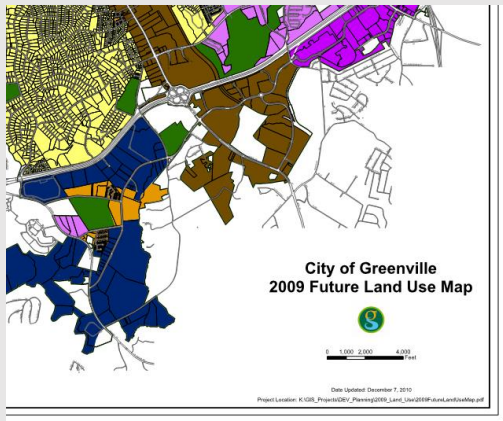 City of Greenville
2009 Future Land Use Map
g
0 1,000 2,000 4,000
Feet
Date Updated: December 7, 2010
Project Location: K:\GIS_Projects\DEV_Planning\2009_Land_Use\2009FutureLandUseMap.pdf